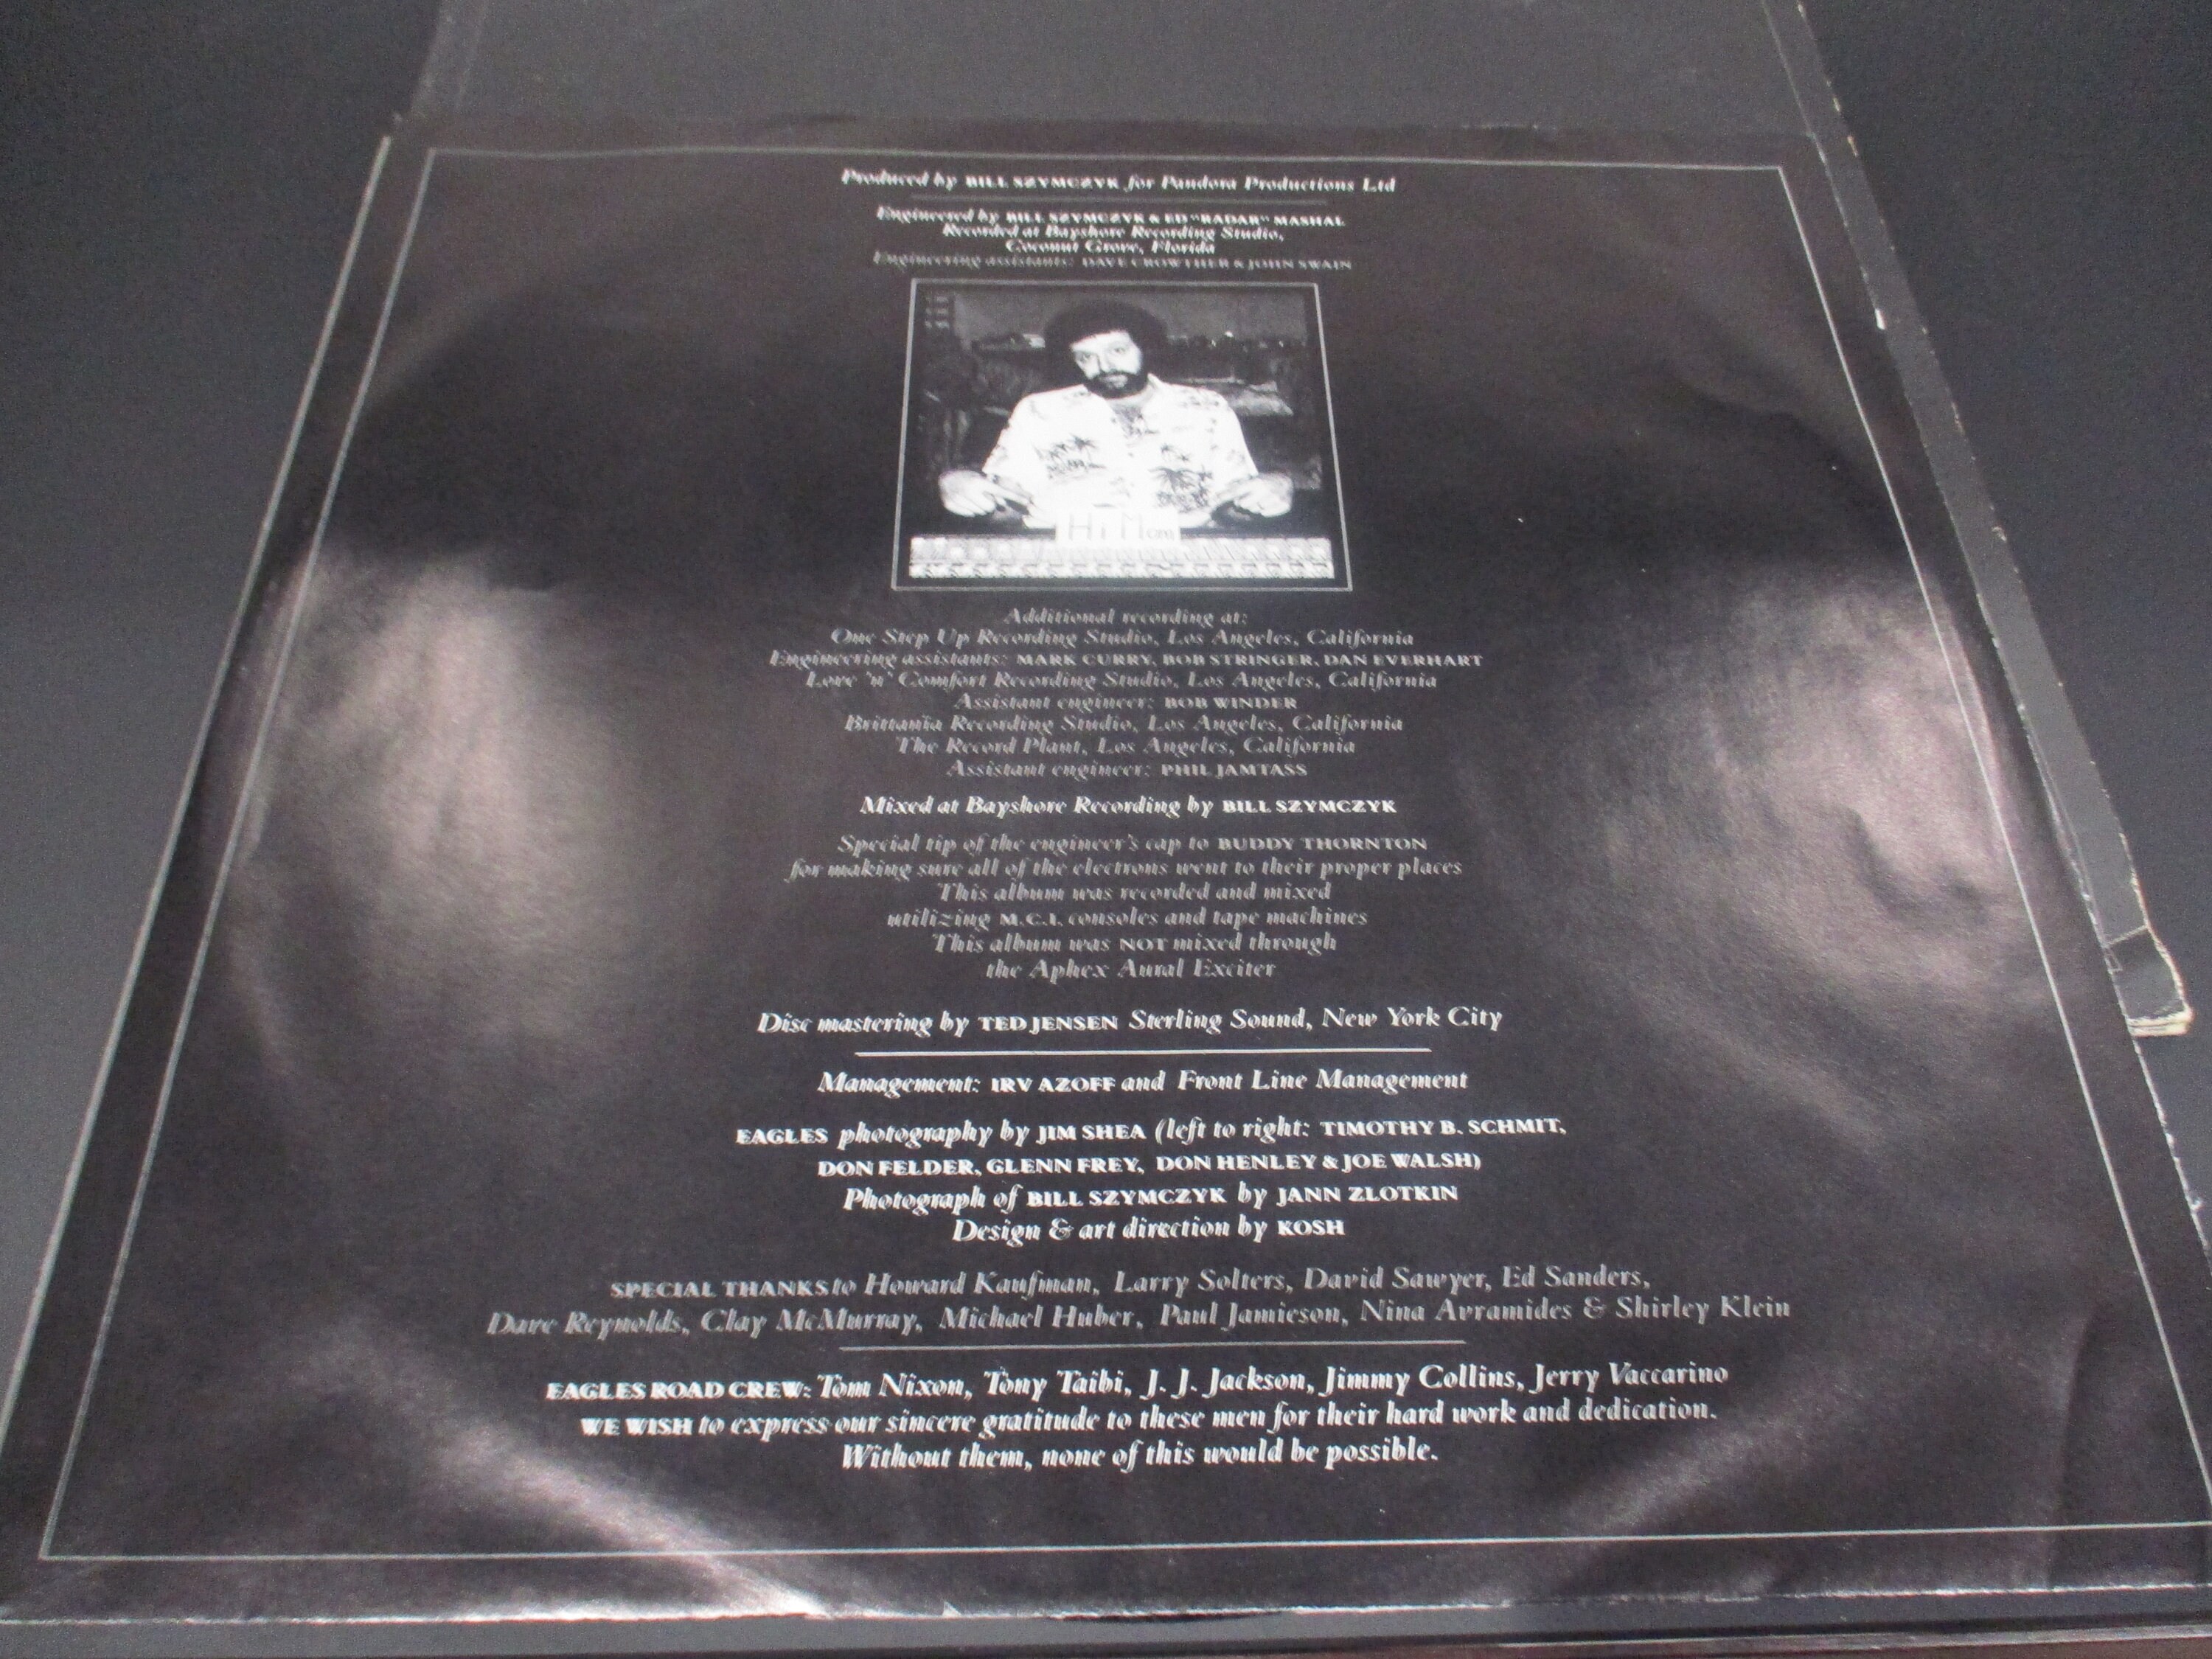 Produced by BILL SZYMCZYK for Pandora Productions Ltd
Engineered by BILL SZYMCZYK & ED "RADAR" MASHAL
Recorded at Bayshore Recording Studio,
Coconut Grove, Florida
Engineering assistants: DAVE CROWTHER & JOHN SWAIN
Hi Mom
Additional recording at:
One Step Up Recording Studio, Los Angeles, California
Engineering assistants: MARK CURRY, BOB STRINGER, DAN EVERHART
Love 'n' Comfort Recording Studio, Los Angeles, California
Assistant engineer: BOB WINDER
Brittania Recording Studio, Los Angeles, California
The Record Plant, Los Angeles, California
Assistant engineer: PHIL JAMTASS
Mixed at Bayshore Recording by BILL SZYMCZYK
Special tip of the engineer's cap to BUDDY THORNTON
for making sure all of the electrons went to their proper places
This album was recorded and mixed
utilizing M.C.I. consoles and tape machines
This album was NOT mixed through
the Aphex Aural Exciter
Disc mastering by TED JENSEN Sterling Sound, New York City
Management: IRV AZOFF and Front Line Management
EAGLES photography by JIM SHEA (left to right: TIMOTHY B. SCHMIT,
DON FELDER, GLENN FREY, DON HENLEY & JOE WALSH)
Photograph of BILL SZYMCZYK by JANN ZLOTKIN
Design & art direction by KOSH
SPECIAL THANKS to Howard Kaufman, Larry Solters, David Sawyer, Ed Sanders,
Dave Reynolds, Clay McMurray, Michael Huber, Paul Jamieson, Nina Avramides & Shirley Klein
EAGLES ROAD CREW: Tom Nixon, Tony Taibi, J. J. Jackson, Jimmy Collins, Jerry Vaccarino
WE WISH to express our sincere gratitude to these men for their hard work and dedication.
Without them, none of this would be possible.